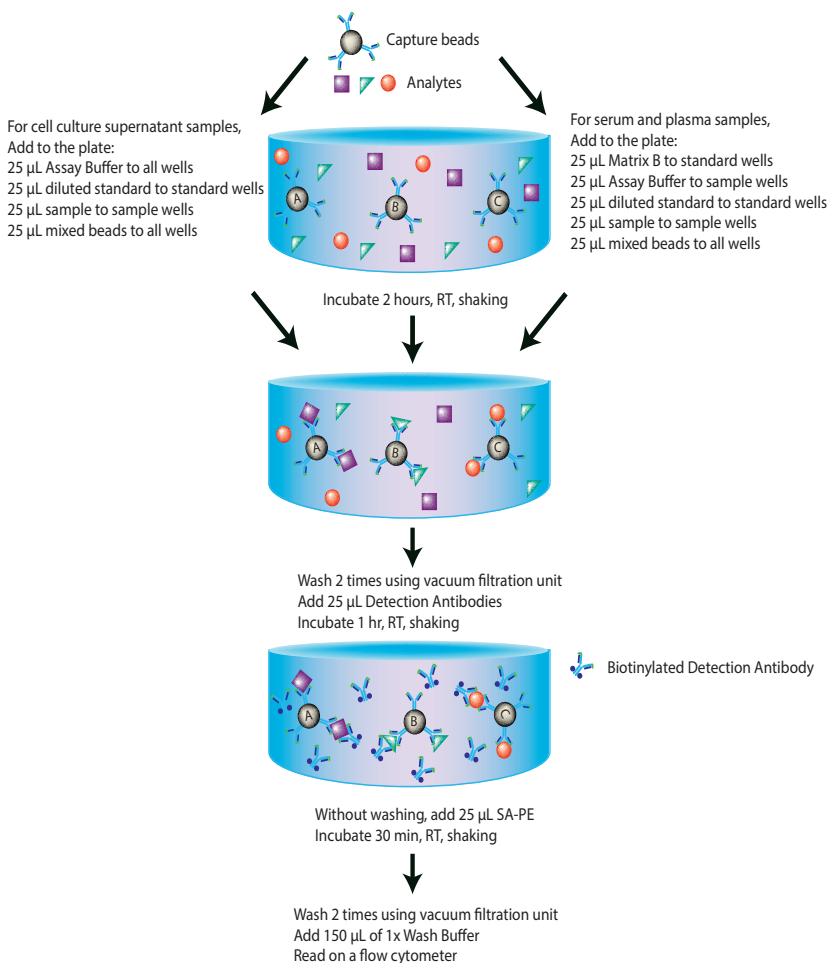 Capture beads
Analytes
For cell culture supernatant samples,
Add to the plate:
25 µL Assay Buffer to all wells
25 µL diluted standard to standard wells
25 µL sample to sample wells
25 µL mixed beads to all wells
For serum and plasma samples,
Add to the plate:
25 µL Matrix B to standard wells
25 µL Assay Buffer to sample wells
25 µL diluted standard to standard wells
25 µL sample to sample wells
25 µL mixed beads to all wells
A
B
C
Incubate 2 hours, RT, shaking
A
B
C
Wash 2 times using vacuum filtration unit
Add 25 µL Detection Antibodies
Incubate 1 hr, RT, shaking
Biotinylated Detection Antibody
A
B
C
Without washing, add 25 µL SA-PE
Incubate 30 min, RT, shaking
Wash 2 times using vacuum filtration unit
Add 150 µL of 1x Wash Buffer
Read on a flow cytometer